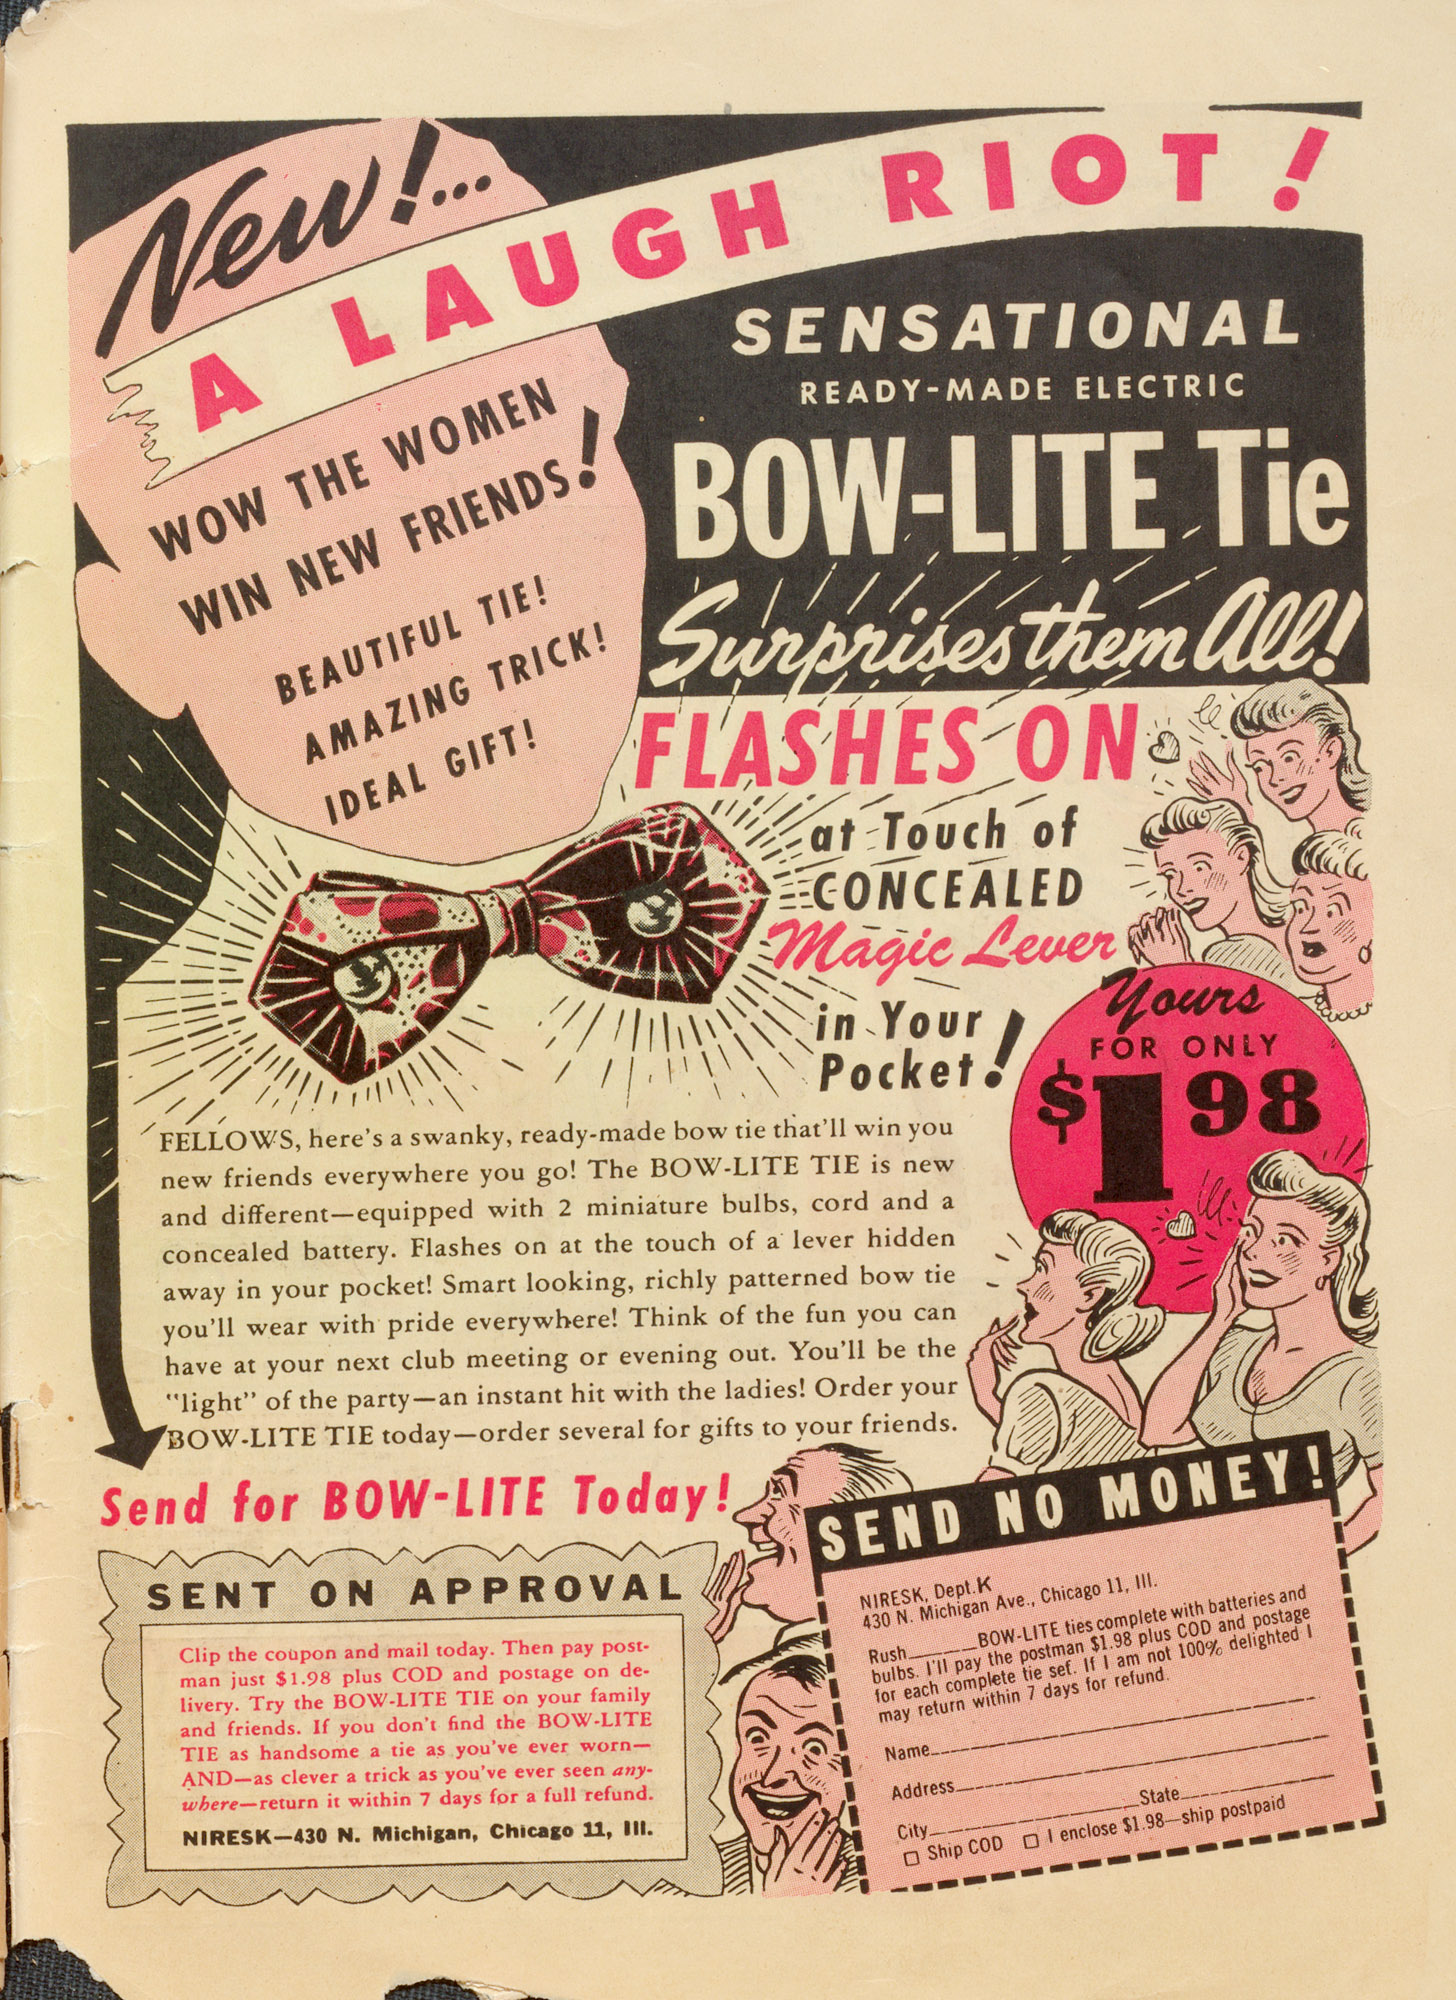 New!...
A LAUGH RIOT!
WOW THE WOMEN
WIN NEW FRIENDS!
BEAUTIFUL TIE!
AMAZING TRICK!
IDEAL GIFT!
SENSATIONAL
READY-MADE ELECTRIC
BOW-LITE Tie
Surprises them All!
FLASHES ON
at Touch of
CONCEALED
Magic Lever
in Your
Pocket!
Yours
FOR ONLY
$1 98
FELLOWS, here's a swanky, ready-made bow tie that'll win you
new friends everywhere you go! The BOW-LITE TIE is new
and different—equipped with 2 miniature bulbs, cord and a
concealed battery. Flashes on at the touch of a lever hidden
away in your pocket! Smart looking, richly patterned bow tie
you'll wear with pride everywhere! Think of the fun you can
have at your next club meeting or evening out. You'll be the
"light" of the party—an instant hit with the ladies! Order your
BOW-LITE TIE today—order several for gifts to your friends.
Send for BOW-LITE Today!
SENT ON APPROVAL
Clip the coupon and mail today. Then pay post-
man just $1.98 plus COD and postage on de-
livery. Try the BOW-LITE TIE on your family
and friends. If you don't find the BOW-LITE
TIE as handsome a tie as you've ever worn—
AND—as clever a trick as you've ever seen any-
where—return it within 7 days for a full refund.
NIRESK—430 N. Michigan, Chicago 11, Ill.
SEND NO MONEY!
NIRESK, Dept.K
430 N. Michigan Ave., Chicago 11, Ill.
Rush______BOW-LITE ties complete with batteries and
bulbs. I'll pay the postman $1.98 plus COD and postage
for each complete tie set. If I am not 100% delighted I
may return within 7 days for refund.
Name
Address
City State
☐ Ship COD ☐ I enclose $1.98—ship postpaid